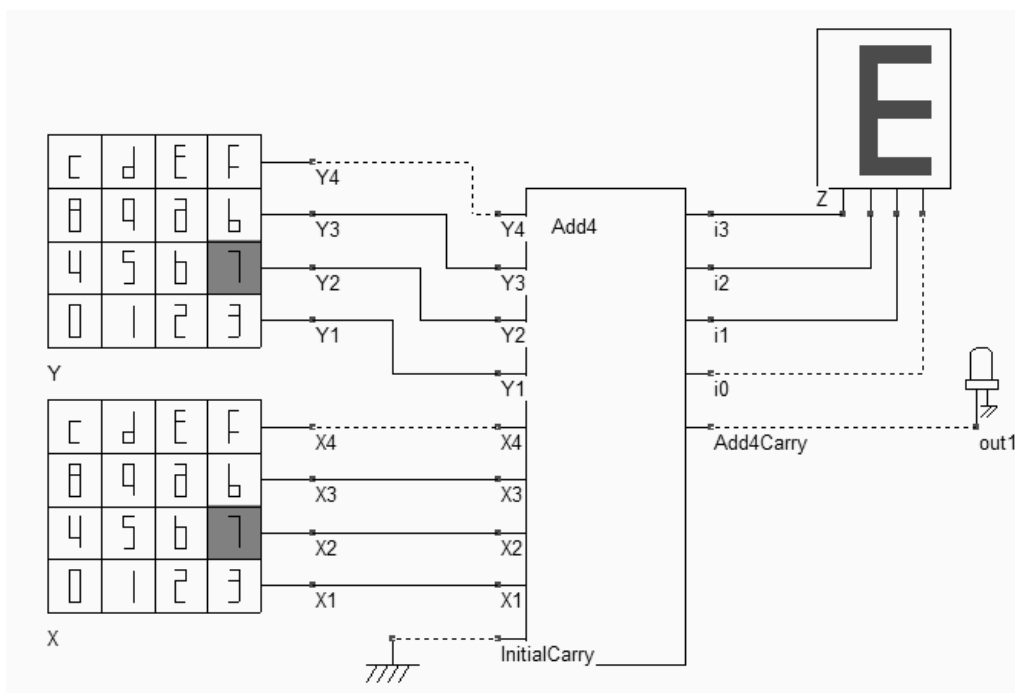 E
Z
c d E F
8 9 a b
4 5 b 7
0 1 2 3
Y
Y4
Y3
Y2
Y1
Y4
Y3
Y2
Y1
Add4
i3
i2
i1
i0
Add4Carry
out1
c d E F
8 9 a b
4 5 b 7
0 1 2 3
X
X4
X3
X2
X1
X4
X3
X2
X1
InitialCarry